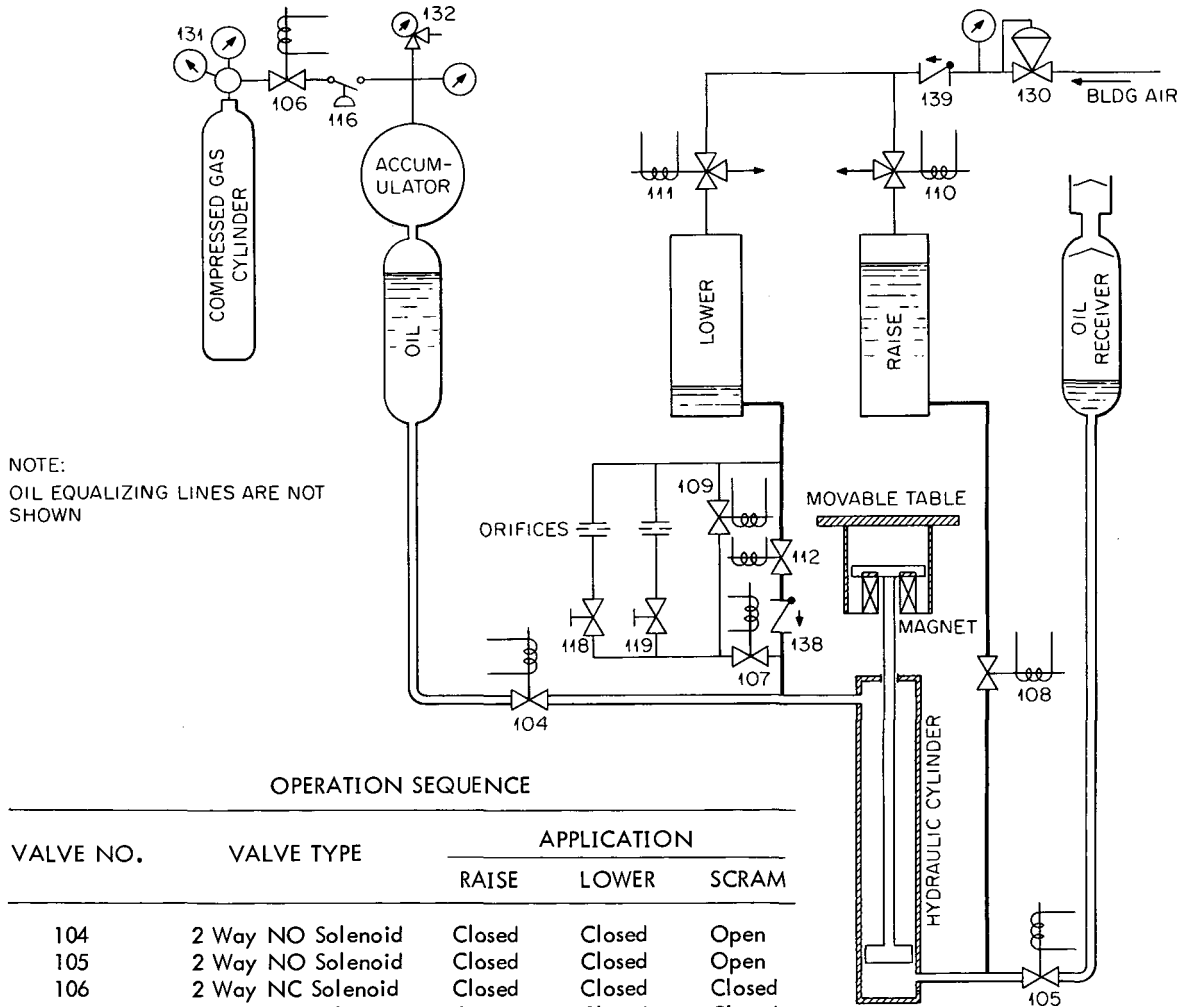 131
132
106
116
139
130
BLDG AIR
COMPRESSED GAS
CYLINDER
ACCUM-
ULATOR
OIL
111
110
LOWER
RAISE
OIL
RECEIVER
NOTE:
OIL EQUALIZING LINES ARE NOT
SHOWN
ORIFICES
109
112
118
119
107
138
104
MOVABLE TABLE
MAGNET
108
HYDRAULIC CYLINDER
105
OPERATION SEQUENCE
VALVE NO. VALVE TYPE APPLICATION
RAISE LOWER SCRAM
104 2 Way NO Solenoid Closed Closed Open
105 2 Way NO Solenoid Closed Closed Open
106 2 Way NC Solenoid Closed Closed Closed